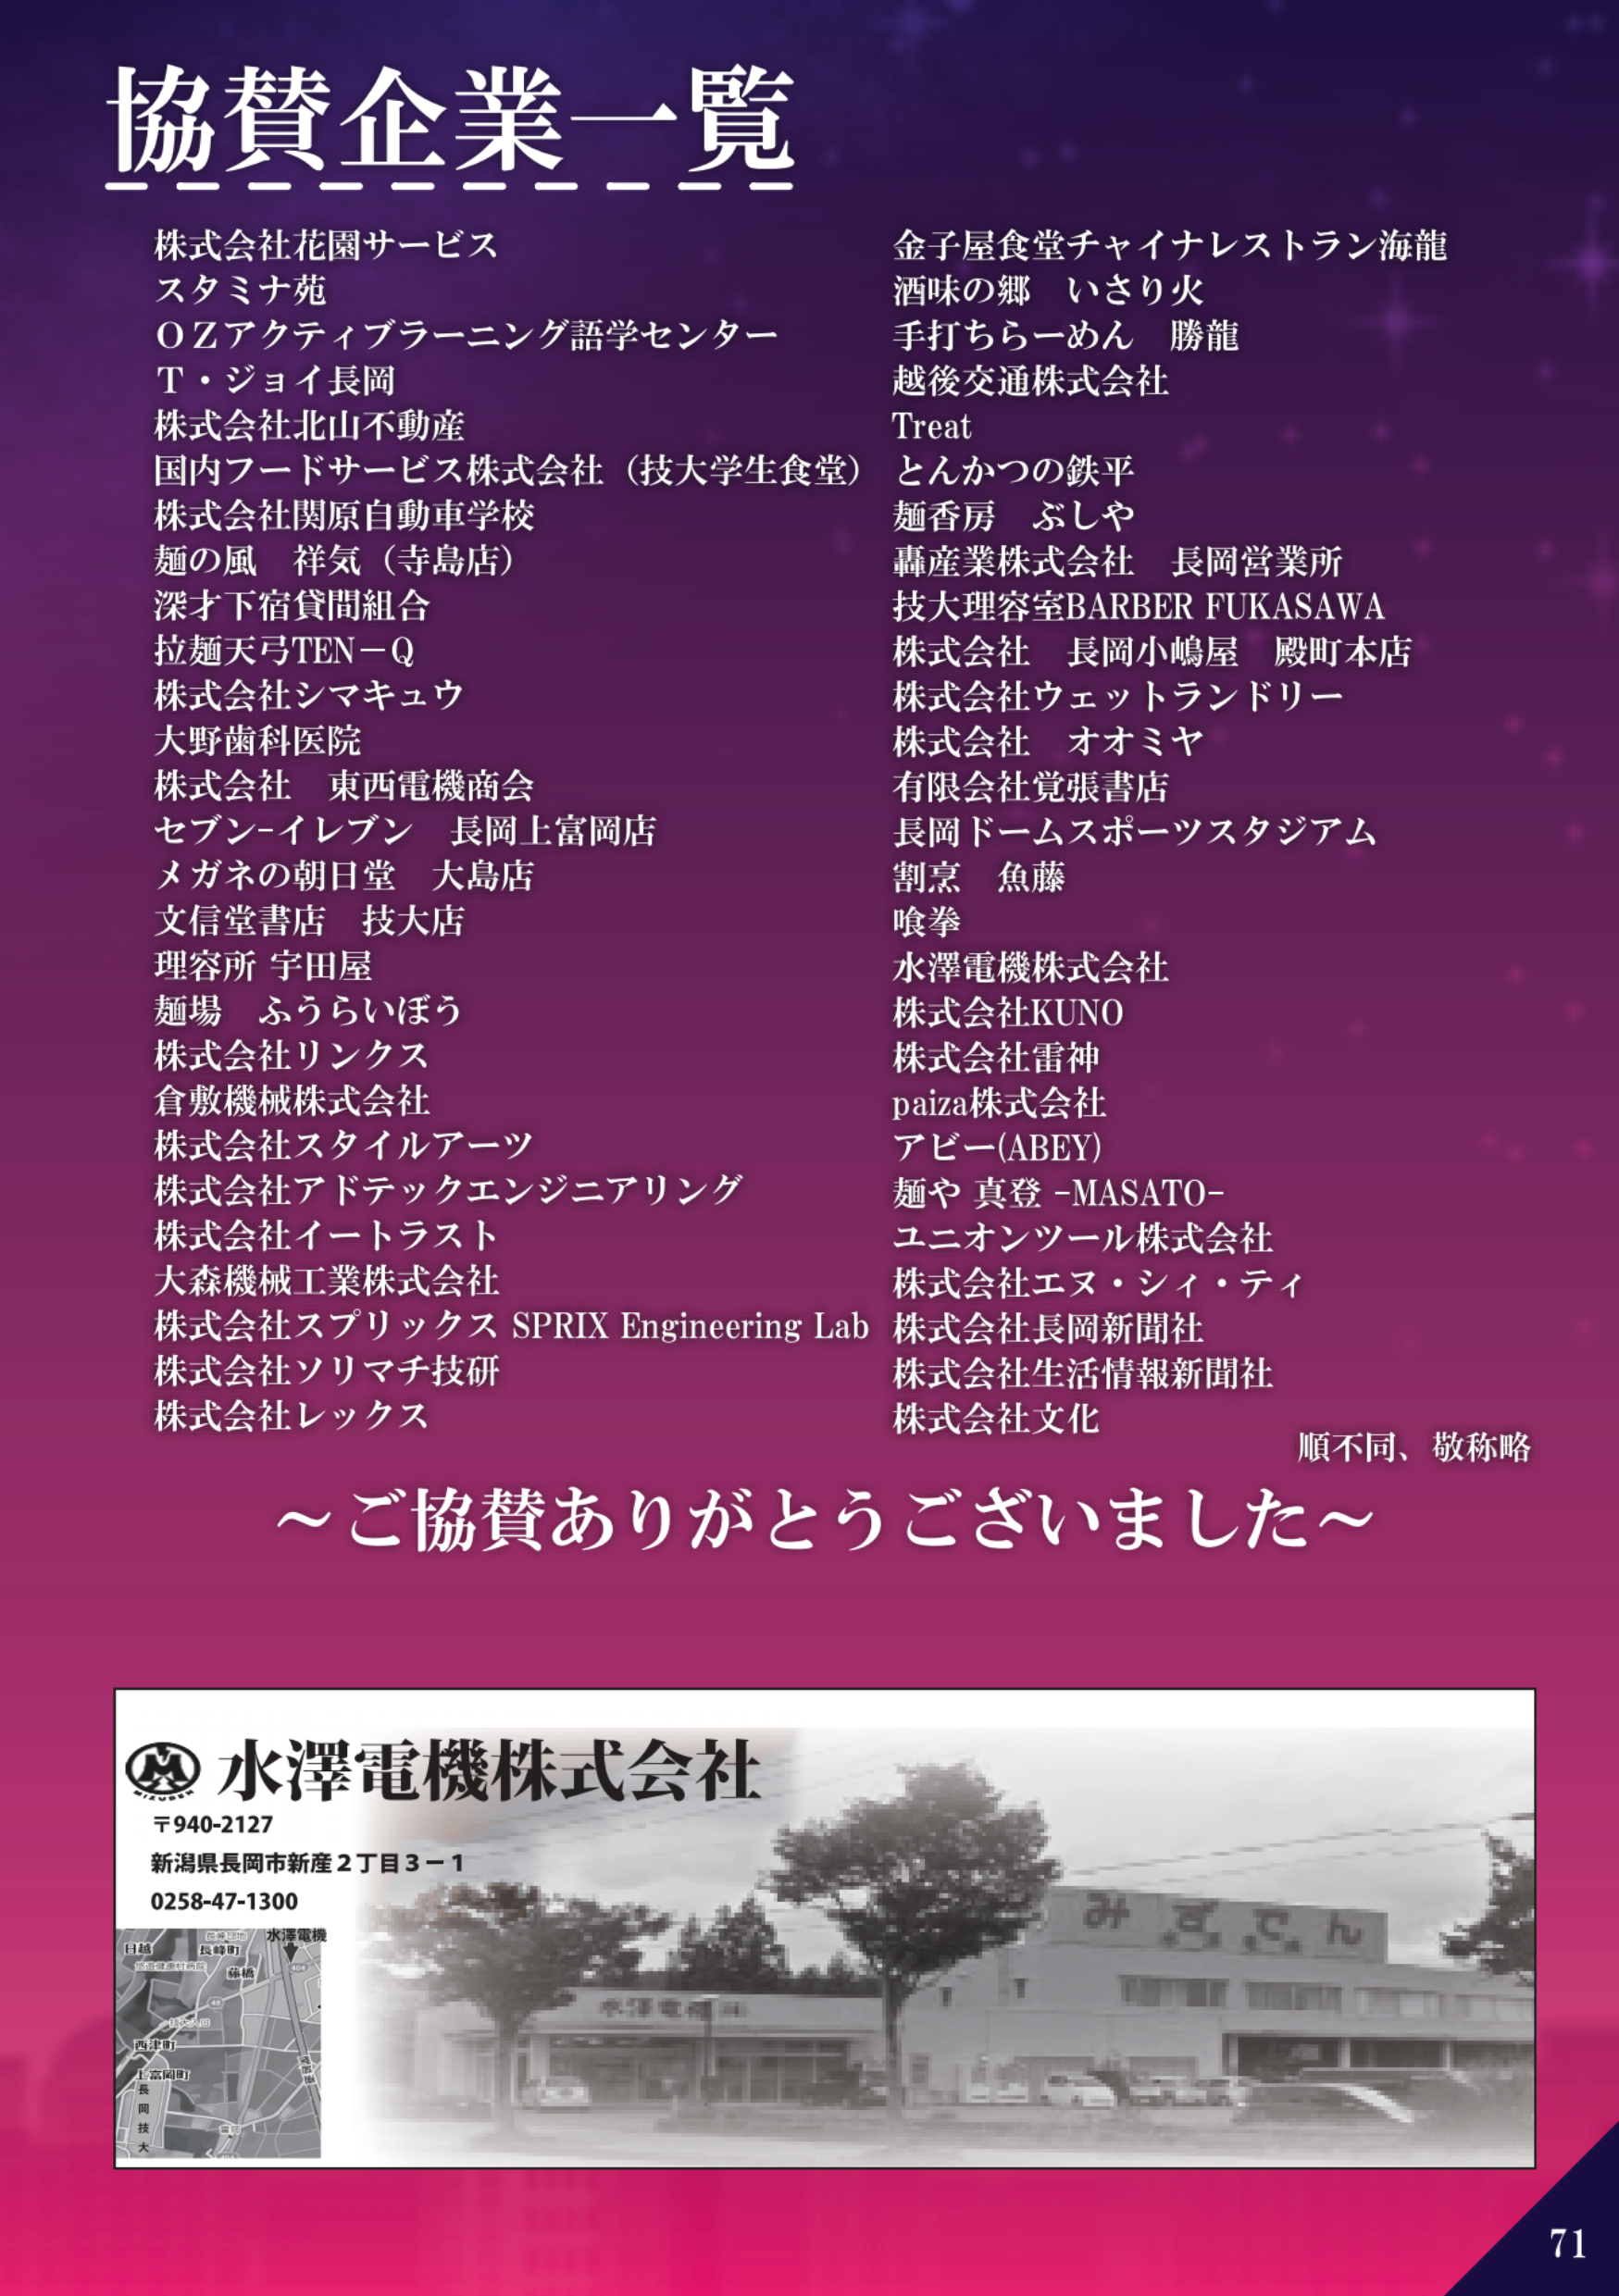 協賛企業一覧
株式会社花園サービス
スタミナ苑
ＯＺアクティブラーニング語学センター
Ｔ・ジョイ長岡
株式会社北山不動産
国内フードサービス株式会社（技大学生食堂）
株式会社関原自動車学校
麺の風　祥気（寺島店）
深才下宿貸間組合
拉麺天弓TEN－Q
株式会社シマキュウ
大野歯科医院
株式会社　東西電機商会
セブン-イレブン　長岡上富岡店
メガネの朝日堂　大島店
文信堂書店　技大店
理容所 宇田屋
麺場　ふうらいぼう
株式会社リンクス
倉敷機械株式会社
株式会社スタイルアーツ
株式会社アドテックエンジニアリング
株式会社イートラスト
大森機械工業株式会社
株式会社スプリックス SPRIX Engineering Lab
株式会社ソリマチ技研
株式会社レックス
金子屋食堂チャイナレストラン海龍
酒味の郷　いさり火
手打ちらーめん　勝龍
越後交通株式会社
Treat
とんかつの鉄平
麺香房　ぶしや
轟産業株式会社　長岡営業所
技大理容室BARBER FUKASAWA
株式会社　長岡小嶋屋　殿町本店
株式会社ウェットランドリー
株式会社　オオミヤ
有限会社覚張書店
長岡ドームスポーツスタジアム
割烹　魚藤
喰拳
水澤電機株式会社
株式会社KUNO
株式会社雷神
paiza株式会社
アビー(ABEY)
麺や 真登 -MASATO-
ユニオンツール株式会社
株式会社エヌ・シィ・ティ
株式会社長岡新聞社
株式会社生活情報新聞社
株式会社文化
順不同、敬称略
～ご協賛ありがとうございました～
水澤電機株式会社
〒940-2127
新潟県長岡市新産２丁目３－１
0258-47-1300
水澤電機
日越
長峰町
藤橋
西津町
上富岡町
長岡技大
みずでん
水澤電機㈱
71